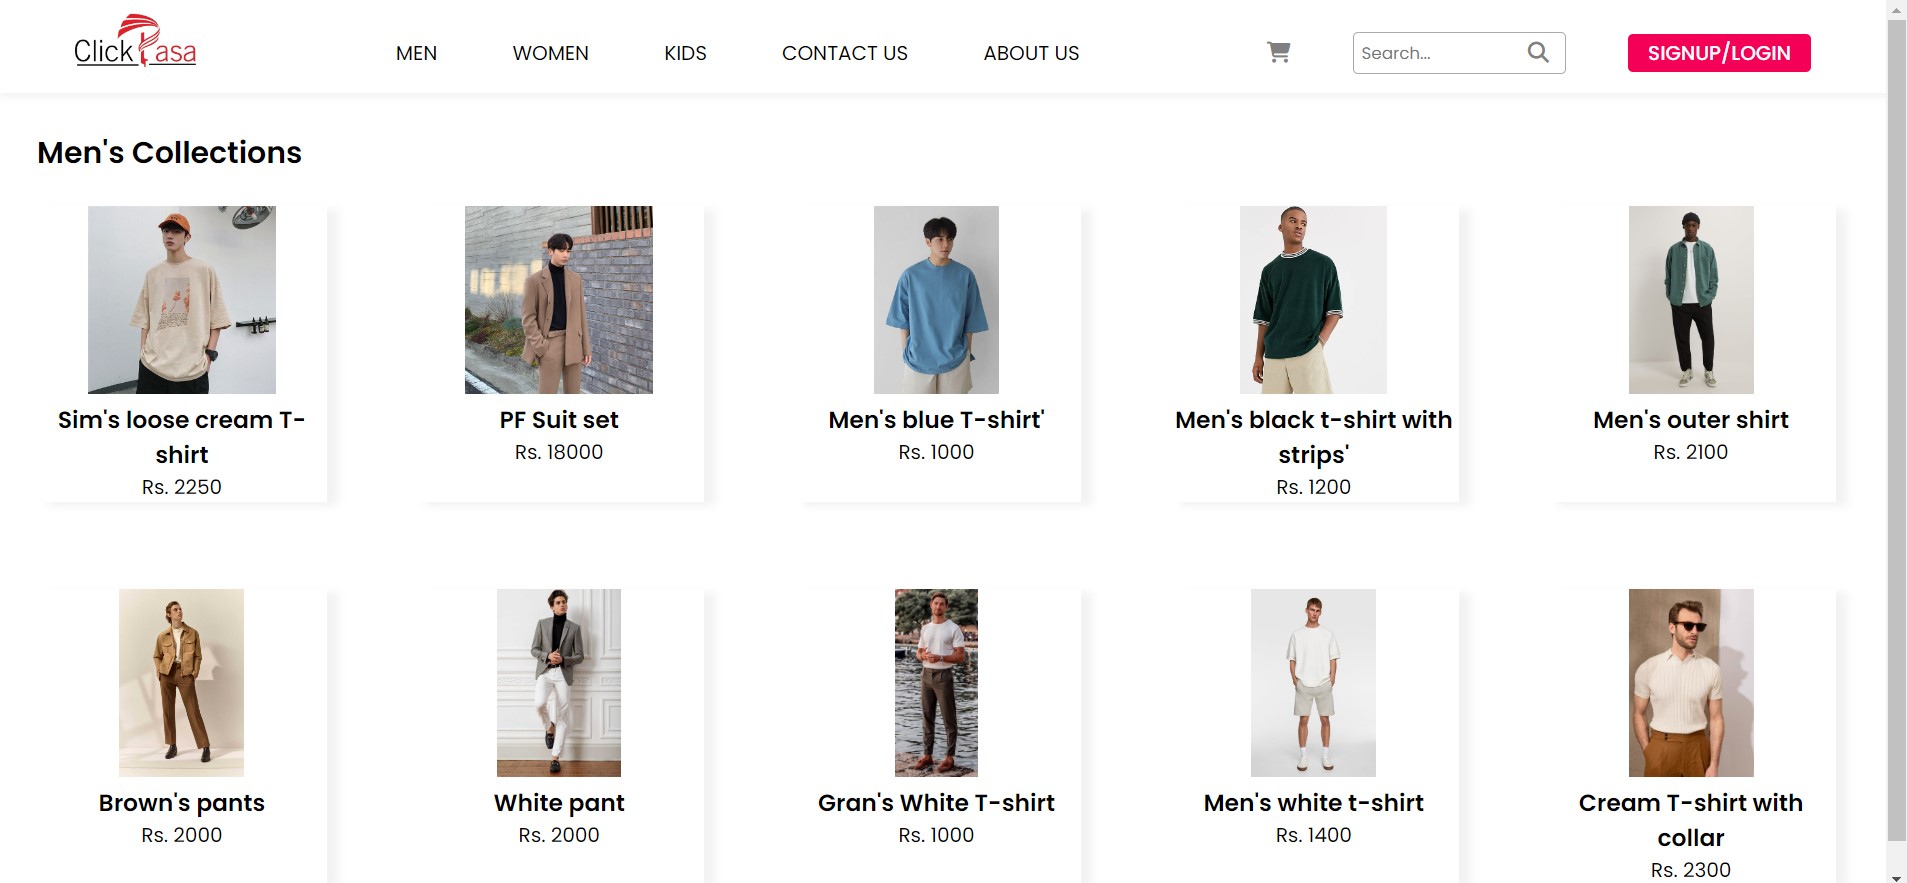 ClickPasa
MEN
WOMEN
KIDS
CONTACT US
ABOUT US
Search...
SIGNUP/LOGIN
Men's Collections
Sim's loose cream T-
shirt
Rs. 2250
PF Suit set
Rs. 18000
Men's blue T-shirt'
Rs. 1000
Men's black t-shirt with
strips'
Rs. 1200
Men's outer shirt
Rs. 2100
Brown's pants
Rs. 2000
White pant
Rs. 2000
Gran's White T-shirt
Rs. 1000
Men's white t-shirt
Rs. 1400
Cream T-shirt with
collar
Rs. 2300